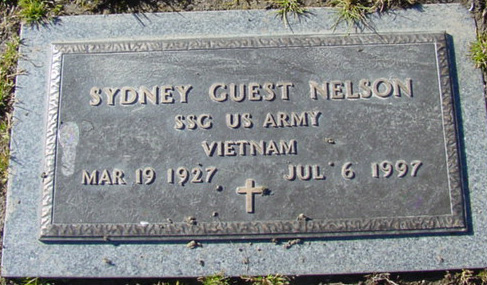 SYDNEY GUEST NELSON
SSG US ARMY
VIETNAM
MAR 19 1927 JUL 6 1997